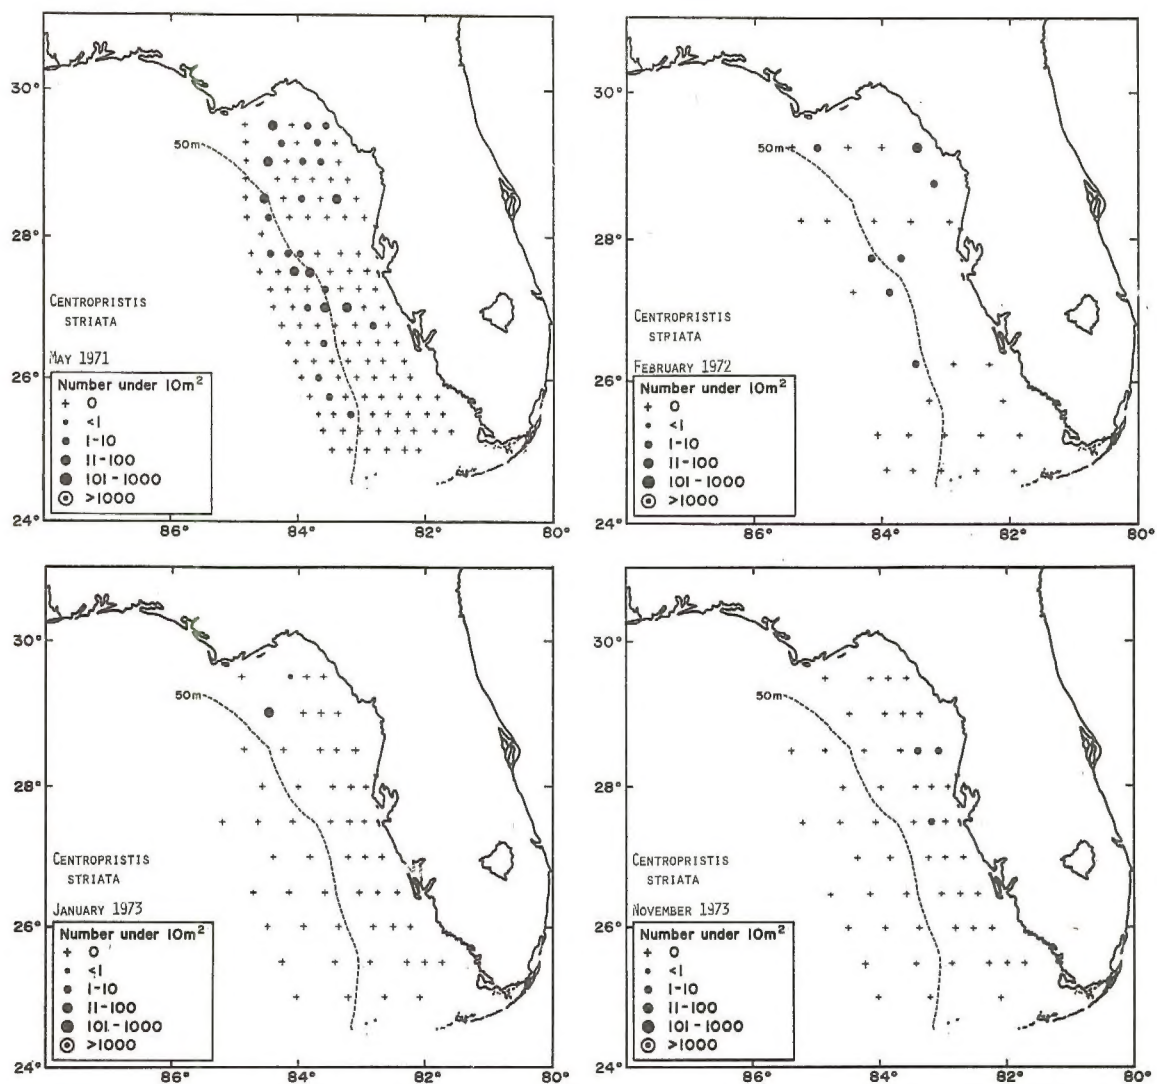 30°
28°
26°
24°
86°
84°
82°
80°
50m
CENTROPRISTIS
STRIATA
MAY 1971
Number under 10m²
+ 0
<1
1-10
11-100
101-1000
>1000
30°
28°
26°
24°
86°
84°
82°
80°
50m
CENTROPRISTIS
STRIATA
FEBRUARY 1972
Number under 10m²
+ 0
<1
1-10
11-100
101-1000
>1000
30°
28°
26°
24°
86°
84°
82°
80°
50m
CENTROPRISTIS
STRIATA
JANUARY 1973
Number under 10m²
+ 0
<1
1-10
11-100
101-1000
>1000
30°
28°
26°
24°
86°
84°
82°
80°
50m
CENTROPRISTIS
STRIATA
NOVEMBER 1973
Number under 10m²
+ 0
<1
1-10
11-100
101-1000
>1000